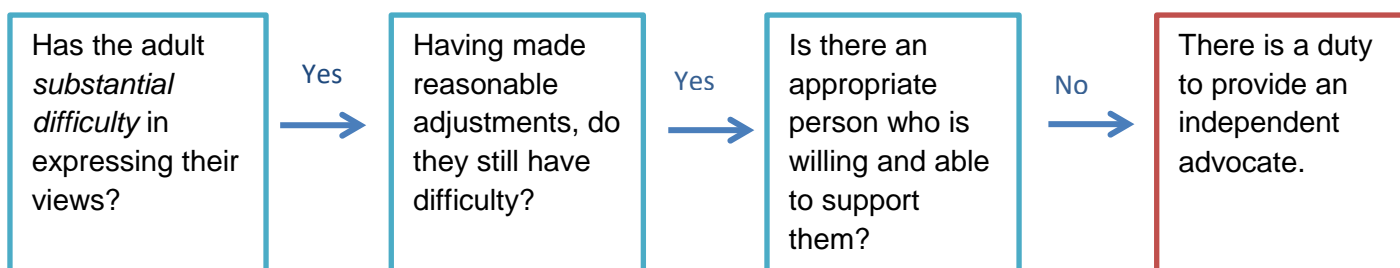 Has the adult
substantial
difficulty in
expressing their
views?
Yes
Having made
reasonable
adjustments, do
they still have
difficulty?
Yes
Is there an
appropriate
person who is
willing and able
to support
them?
No
There is a duty
to provide an
independent
advocate.